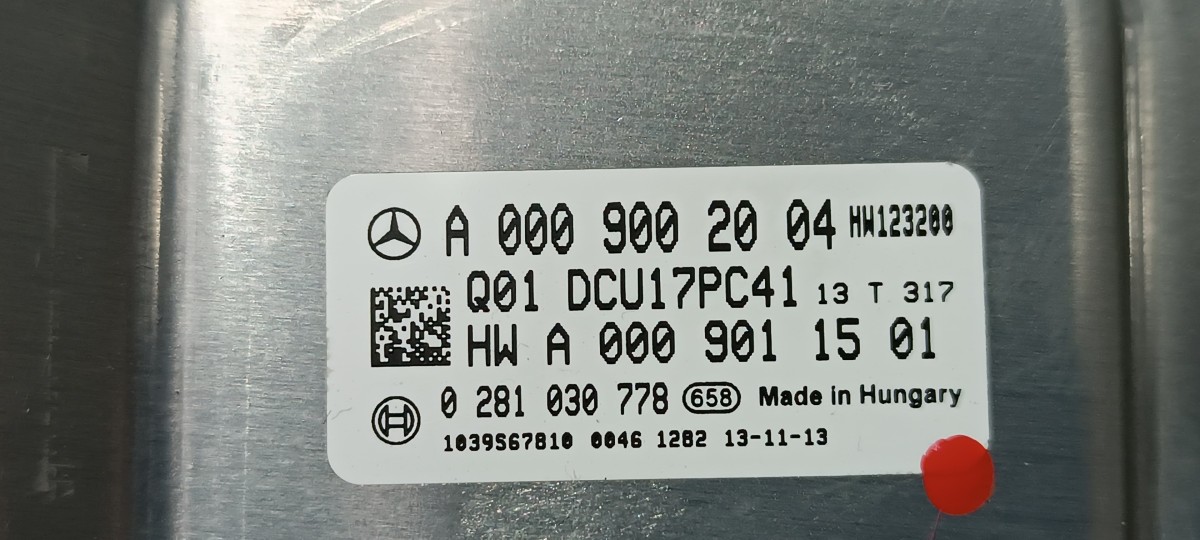 A 000 900 20 04 HW123200
Q01 DCU17PC41 13 T 317
HW A 000 901 15 01
0 281 030 778 658 Made in Hungary
1039S67810 0046 1282 13-11-13